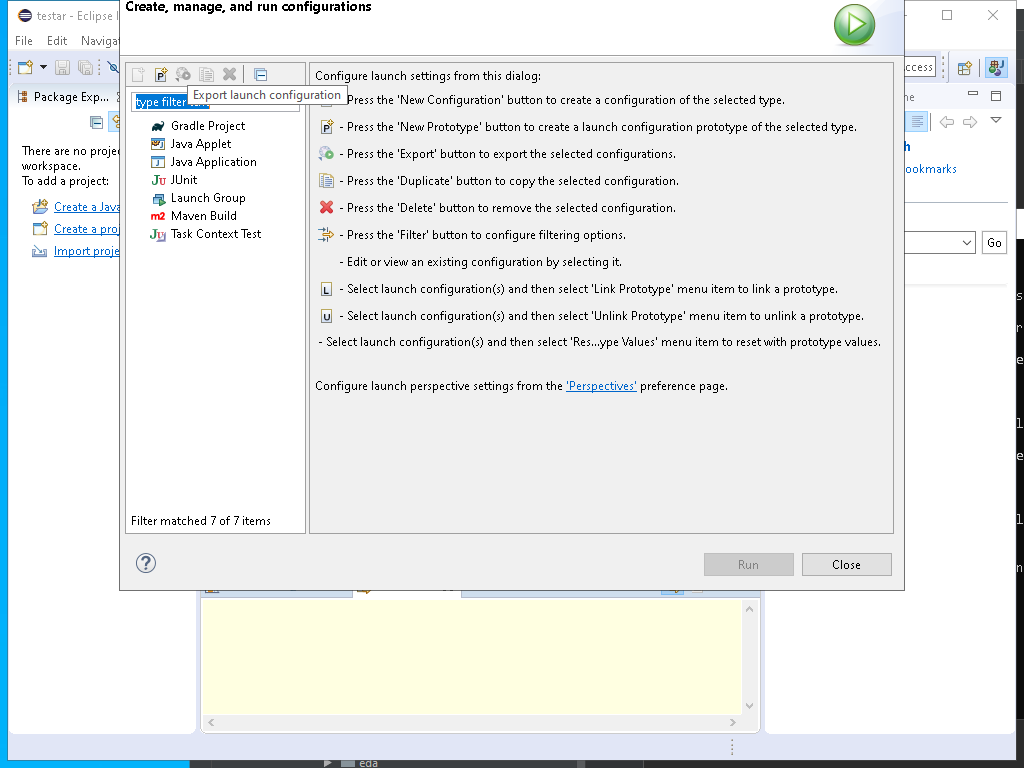 Create, manage, and run configurations
testar - Eclipse I
File Edit Naviga
ccess
Package Exp...
Export launch configuration
type filter
Configure launch settings from this dialog:
Press the 'New Configuration' button to create a configuration of the selected type.
- Press the 'New Prototype' button to create a launch configuration prototype of the selected type.
- Press the 'Export' button to export the selected configurations.
- Press the 'Duplicate' button to copy the selected configuration.
- Press the 'Delete' button to remove the selected configuration.
- Press the 'Filter' button to configure filtering options.
- Edit or view an existing configuration by selecting it.
L - Select launch configuration(s) and then select 'Link Prototype' menu item to link a prototype.
U - Select launch configuration(s) and then select 'Unlink Prototype' menu item to unlink a prototype.
- Select launch configuration(s) and then select 'Res...ype Values' menu item to reset with prototype values.
Configure launch perspective settings from the 'Perspectives' preference page.
Gradle Project
Java Applet
Java Application
Ju JUnit
Launch Group
m2 Maven Build
Task Context Test
There are no proje
workspace.
To add a project:
Create a Java
Create a proj
Import proje
ookmarks
Go
Filter matched 7 of 7 items
?
Run
Close
eda